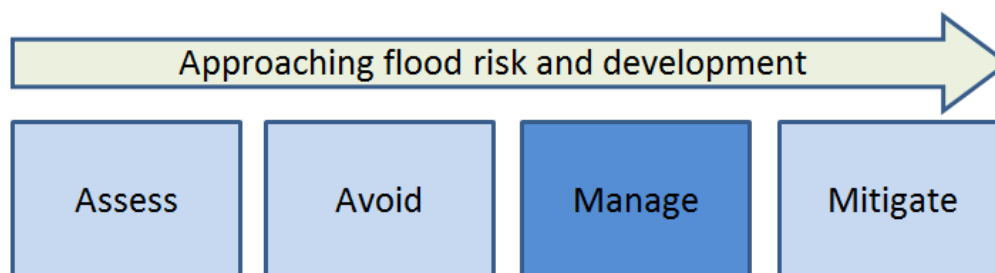 Approaching flood risk and development
Assess
Avoid
Manage
Mitigate